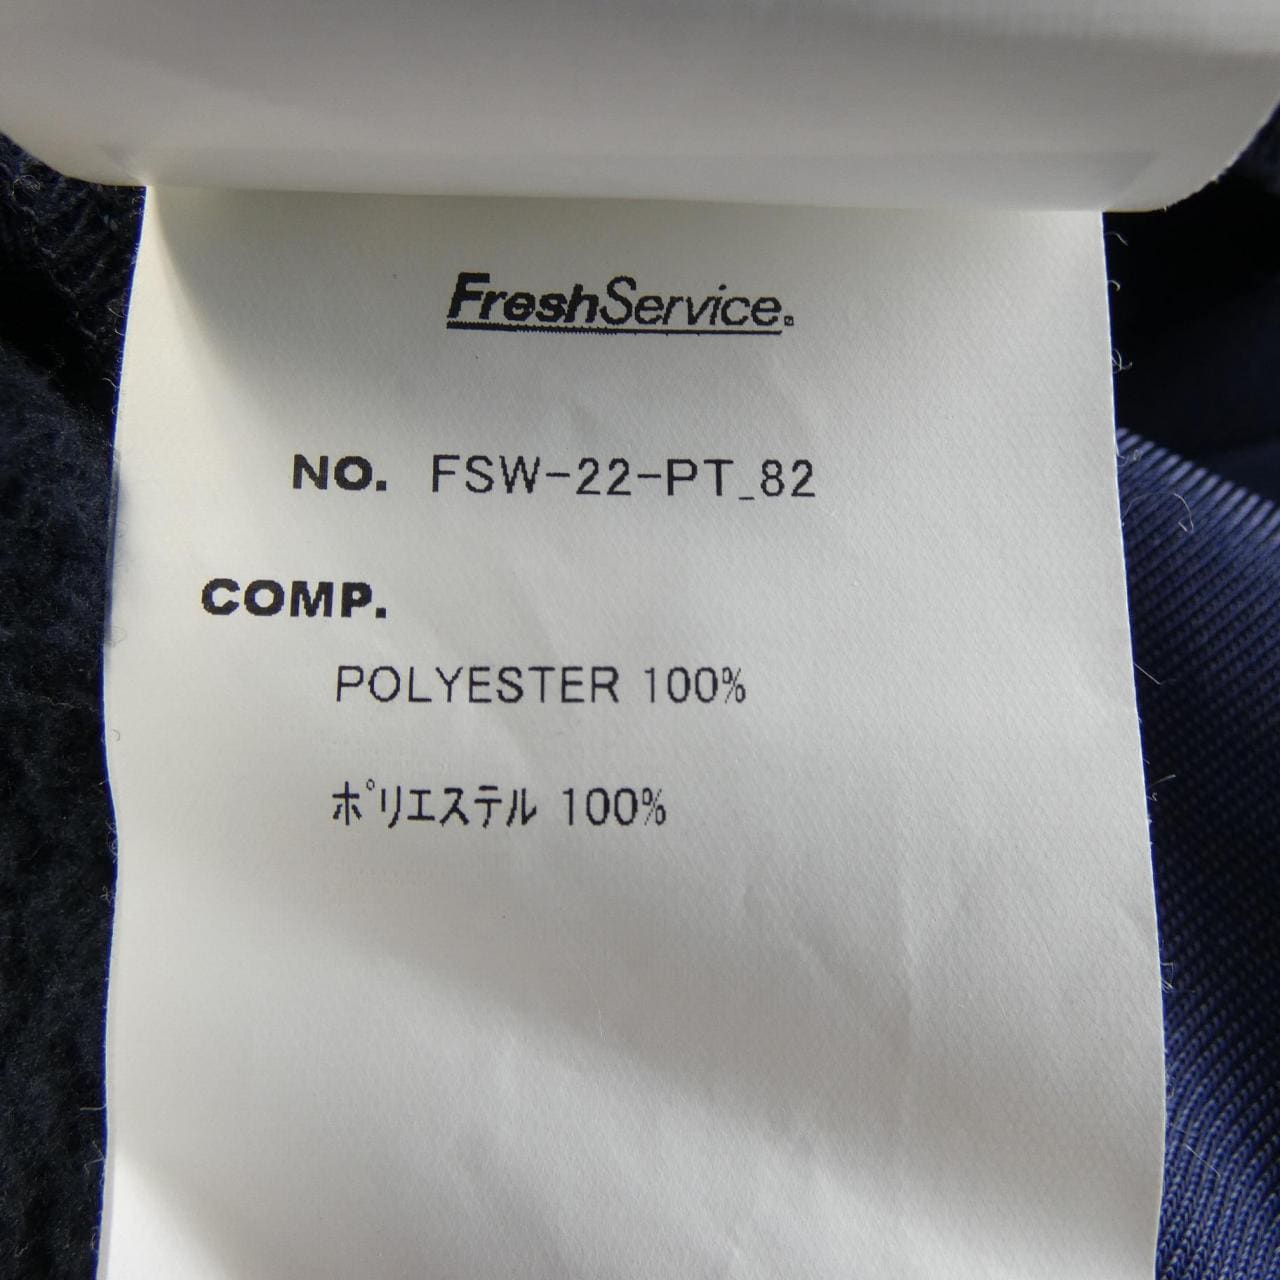 FreshService.
NO. FSW-22-PT_82
COMP.
POLYESTER 100%
ﾎﾟﾘｴｽﾃﾙ 100%